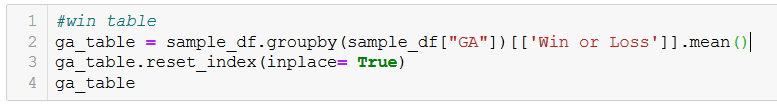 1 #win table
2 ga_table = sample_df.groupby(sample_df["GA"])[['Win or Loss']].mean()
3 ga_table.reset_index(inplace= True)
4 ga_table